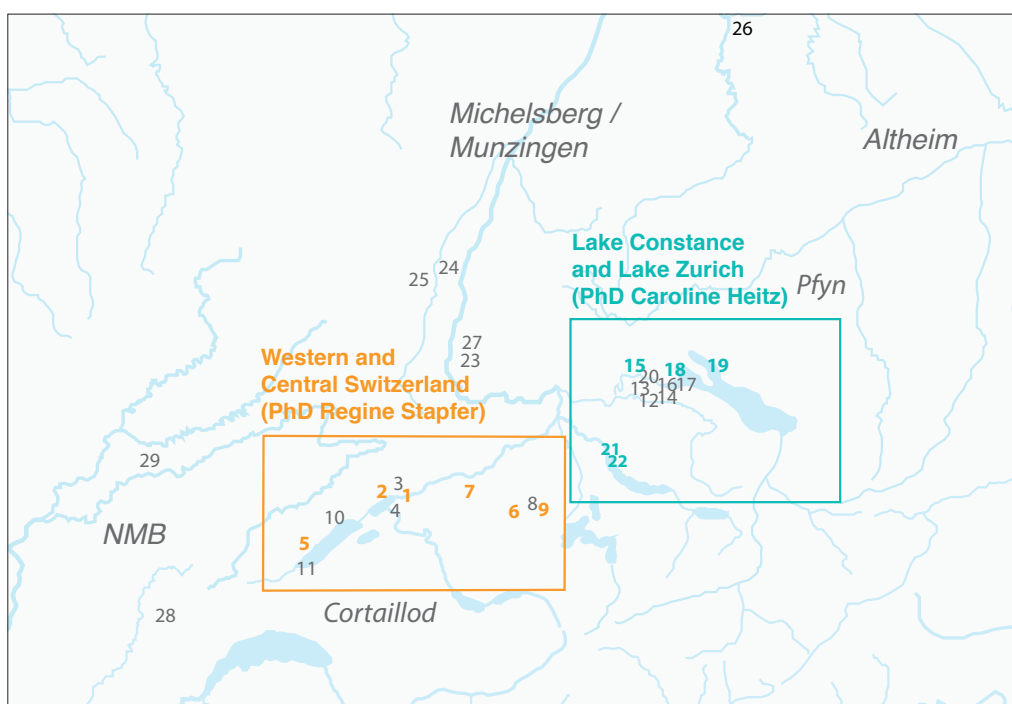 26
Michelsberg /
Munzingen
Altheim
Lake Constance
and Lake Zurich
(PhD Caroline Heitz)
24
25
Pfyn
27
23
Western and
Central Switzerland
(PhD Regine Stapfer)
15
18
19
20
13
16
17
12
14
21
22
29
3
2
1
7
4
8
6
9
10
NMB
5
11
28
Cortaillod